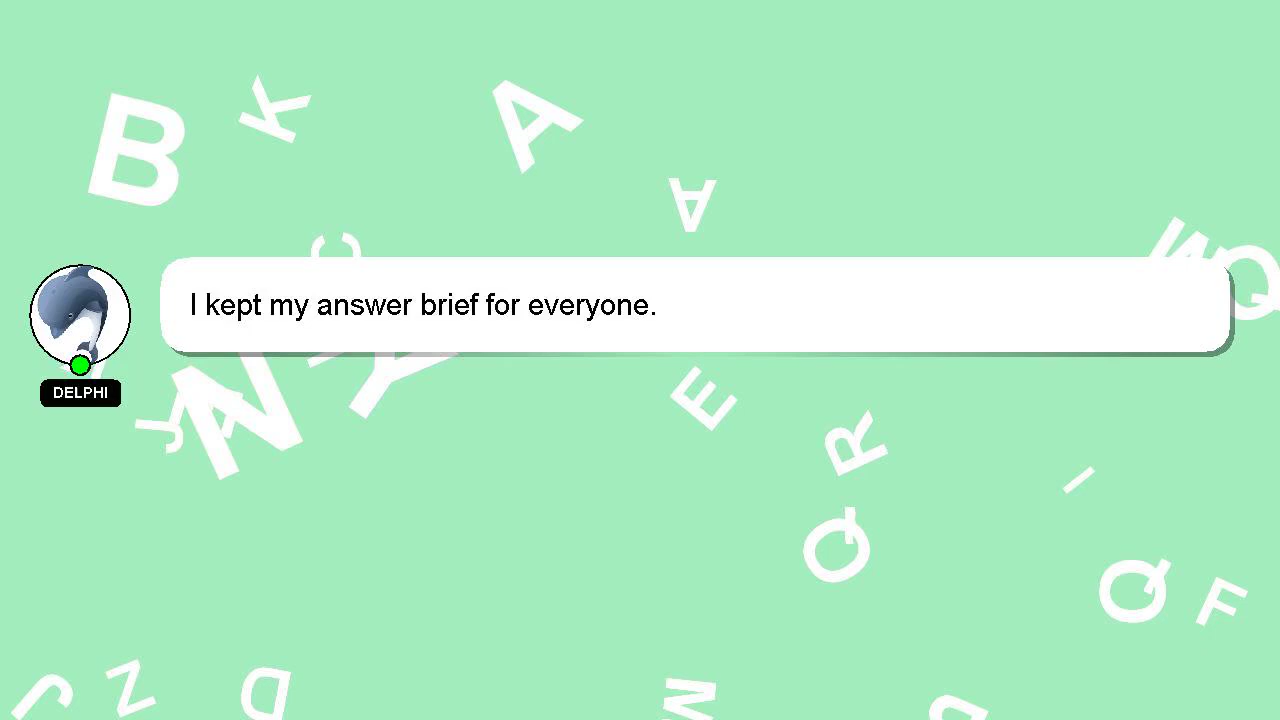 B
K
A
A
C
M
Q
I kept my answer brief for everyone.
DELPHI
N
Y
J
A
E
R
I
Q
Q
F
J
Z
D
M